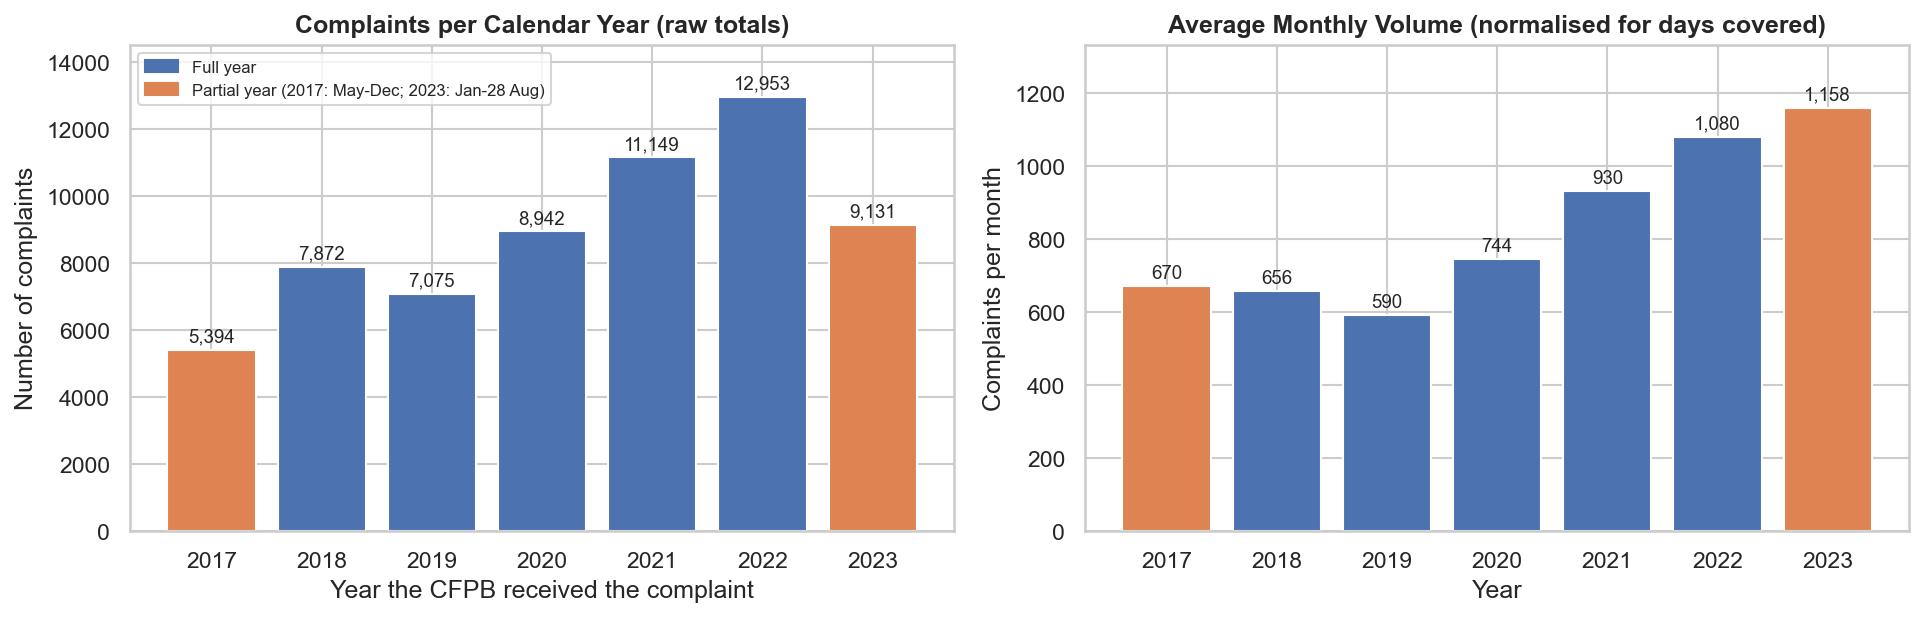 Complaints per Calendar Year (raw totals)
Number of complaints
14000
12000
10000
8000
6000
4000
2000
0
Full year
Partial year (2017: May-Dec; 2023: Jan-28 Aug)
5,394
7,872
7,075
8,942
11,149
12,953
9,131
2017 2018 2019 2020 2021 2022 2023
Year the CFPB received the complaint
Average Monthly Volume (normalised for days covered)
Complaints per month
1200
1000
800
600
400
200
0
670
656
590
744
930
1,080
1,158
2017 2018 2019 2020 2021 2022 2023
Year